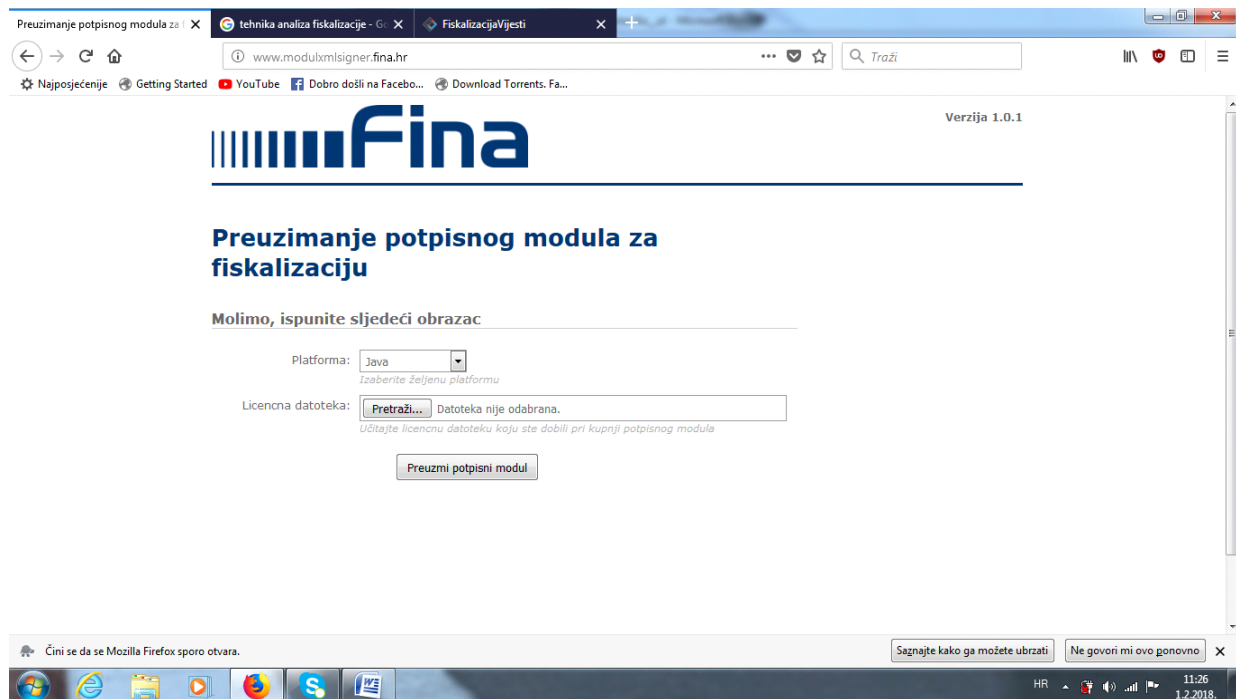 Preuzimanje potpisnog modula za f
tehnika analiza fiskalizacije - Go
FiskalizacijaVijesti
www.modulxmlsigner.fina.hr
Traži
Najposjećenije Getting Started YouTube Dobro došli na Facebo... Download Torrents. Fa...
Fina
Verzija 1.0.1
Preuzimanje potpisnog modula za
fiskalizaciju
Molimo, ispunite sljedeći obrazac
Platforma: Java
Izaberite željenu platformu
Licencna datoteka: Pretraži... Datoteka nije odabrana.
Učitajte licencnu datoteku koju ste dobili pri kupnji potpisnog modula
Preuzmi potpisni modul
Čini se da se Mozilla Firefox sporo otvara.
Saznajte kako ga možete ubrzati
Ne govori mi ovo ponovno
HR
11:26
1.2.2018.